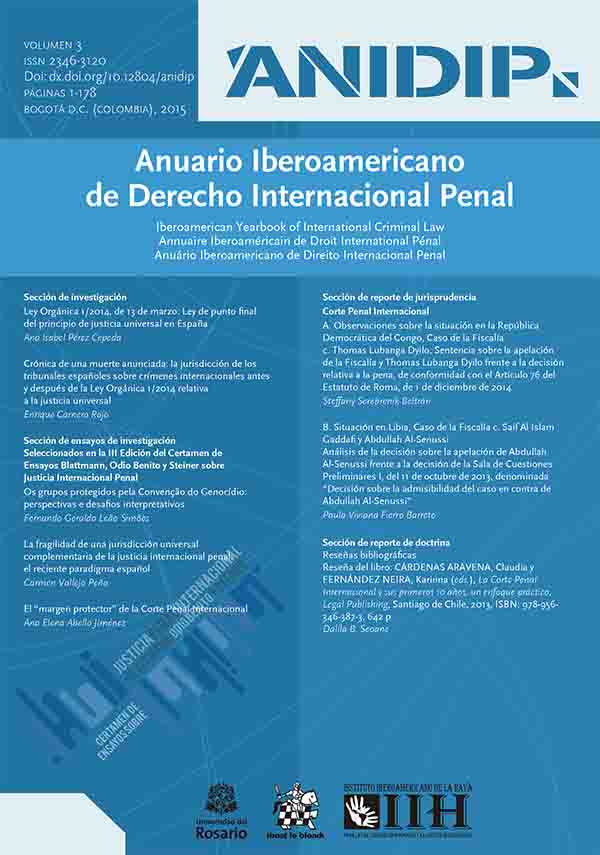 VOLUMEN 3
ISSN 2346-3120
Doi: dx.doi.org/10.12804/anidip
PÁGINAS 1-178
BOGOTÁ D.C. (COLOMBIA), 2015
ANIDIP
Anuario Iberoamericano
de Derecho Internacional Penal
Iberoamerican Yearbook of International Criminal Law
Annuaire Iberoaméricain de Droit International Pénal
Anuário Iberoamericano de Direito Internacional Penal
Sección de investigación
Ley Orgánica 1/2014, de 13 de marzo: Ley de punto final
del principio de justicia universal en España
Ana Isabel Pérez Cepeda
Crónica de una muerte anunciada: la jurisdicción de los
tribunales españoles sobre crímenes internacionales antes
y después de la Ley Orgánica 1/2014 relativa
a la justicia universal
Enrique Carnero Rojo
Sección de ensayos de investigación
Seleccionados en la III Edición del Certamen de
Ensayos Blattmann, Odio Benito y Steiner sobre
Justicia Internacional Penal
Os grupos protegidos pela Convenção do Genocídio:
perspectivas e desafios interpretativos
Fernando Geraldo Leão Simões
La fragilidad de una jurisdicción universal
complementaria de la justicia internacional penal:
el reciente paradigma español
Carmen Vallejo Peña
El "margen protector" de la Corte Penal Internacional
Ana Elena Abello Jiménez
JUSTICIA
INTERNACIONAL
CERTAMEN DE
ENSAYOS SOBRE
Sección de reporte de jurisprudencia
Corte Penal Internacional
A. Observaciones sobre la situación en la República
Democrática del Congo, Caso de la Fiscalía
c. Thomas Lubanga Dyilo; Sentencia sobre la apelación
de la Fiscalía y Thomas Lubanga Dyilo frente a la decisión
relativa a la pena, de conformidad con el Artículo 76 del
Estatuto de Roma, de 1 de diciembre de 2014
Steffany Serebrenik-Beltrán
B. Situación en Libia, Caso de la Fiscalía c. Saif Al Islam
Gaddafi y Abdullah Al-Senussi
Análisis de la decisión sobre la apelación de Abdullah
Al-Senussi frente a la decisión de la Sala de Cuestiones
Preliminares I, del 11 de octubre de 2013, denominada
"Decisión sobre la admisibilidad del caso en contra de
Abdullah Al-Senussi"
Paula Viviana Fierro Barreto
Sección de reporte de doctrina
Reseñas bibliográficas
Reseña del libro: CÁRDENAS ARAVENA, Claudia y
FERNÁNDEZ NEIRA, Karinna (eds.), La Corte Penal
Internacional y sus primeros 10 años, un enfoque práctico,
Legal Publishing, Santiago de Chile, 2013, ISBN: 978-956-
346-387-3, 642 p
Dalila B. Seoane
Universidad del
Rosario
tirant lo blanch
INSTITUTO IBEROAMERICANO DE LA HAYA
IIH